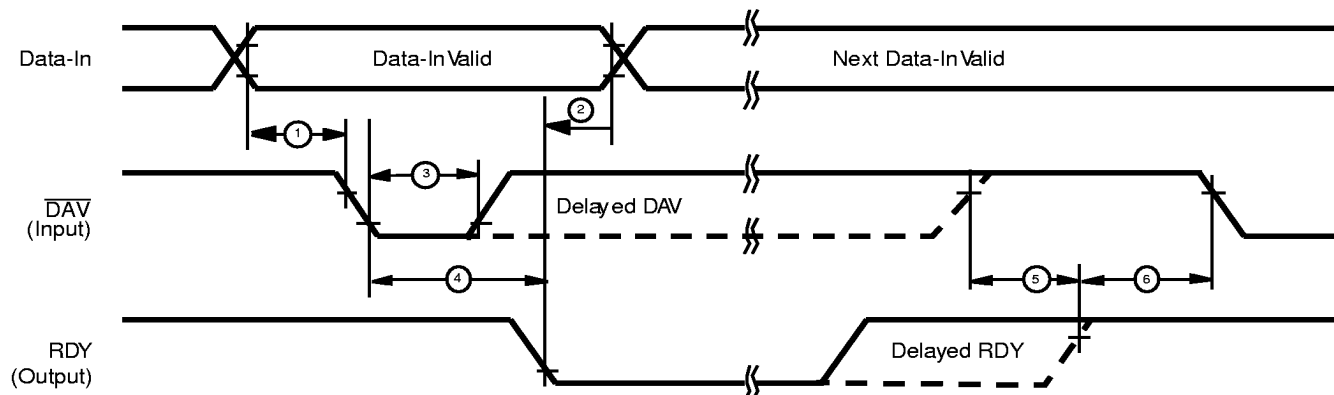 Data-In
Data-In Valid
Next Data-In Valid
2
1
3
DAV
(Input)
Delayed DAV
4
5
6
RDY
(Output)
Delayed RDY